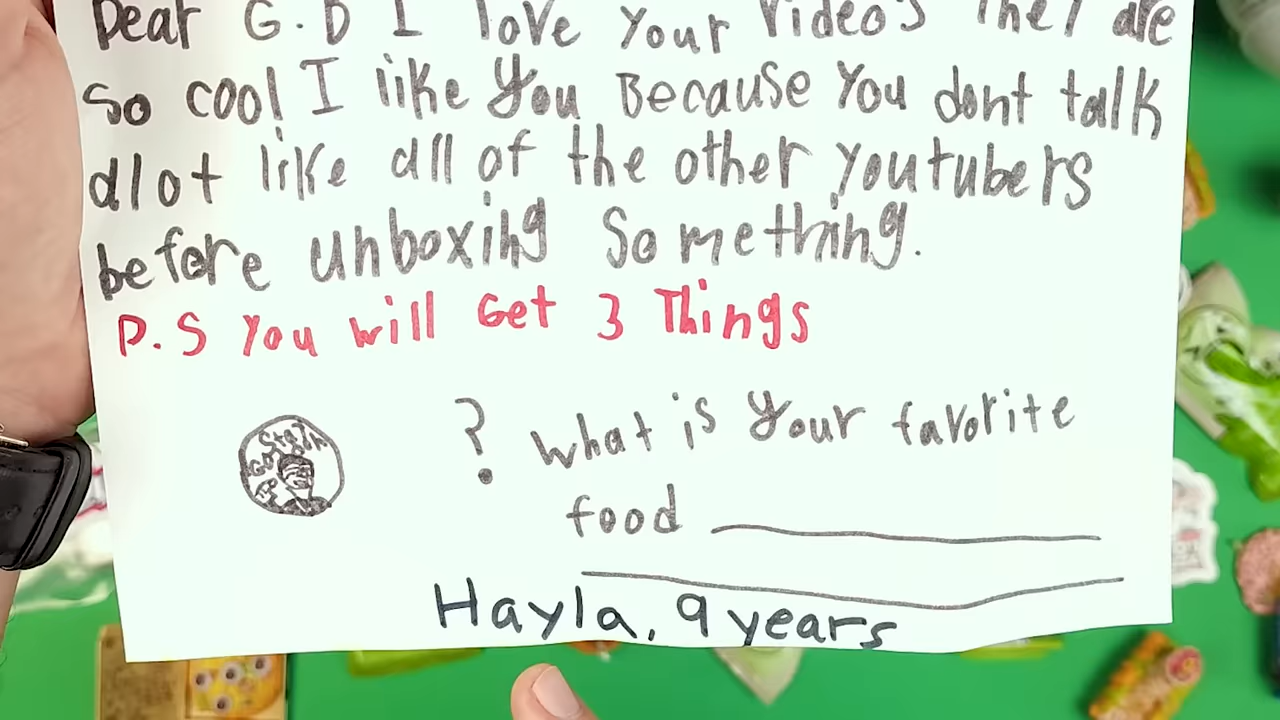 Dear G.D I love your video's They are
so cool I like you Because you dont talk
alot like all of the other youtubers
before unboxing something.
P.S You will Get 3 Things
? what is your favorite
food
Hayla, 9 years